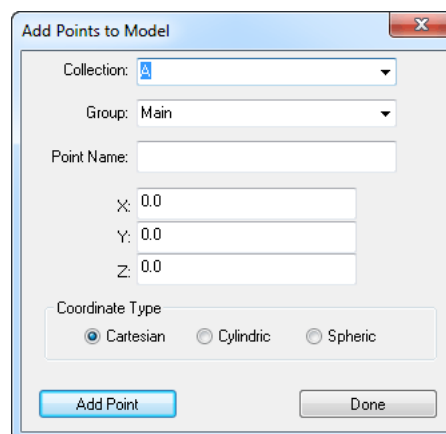 Add Points to Model
Collection: A
Group: Main
Point Name:
X: 0.0
Y: 0.0
Z: 0.0
Coordinate Type
Cartesian Cylindric Spheric
Add Point Done